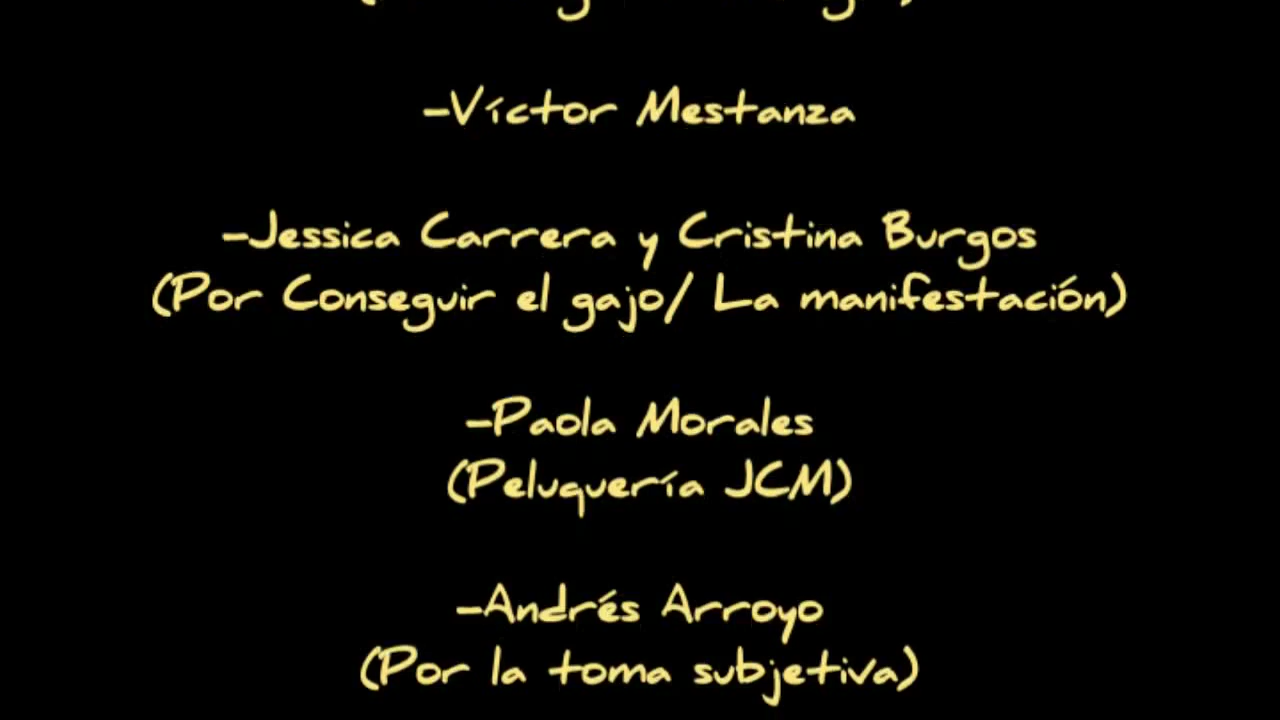 -Víctor Mestanza
-Jessica Carrera y Cristina Burgos
(Por Conseguir el gajo/ La manifestación)
-Paola Morales
(Peluquería JCM)
-Andrés Arroyo
(Por la toma subjetiva)